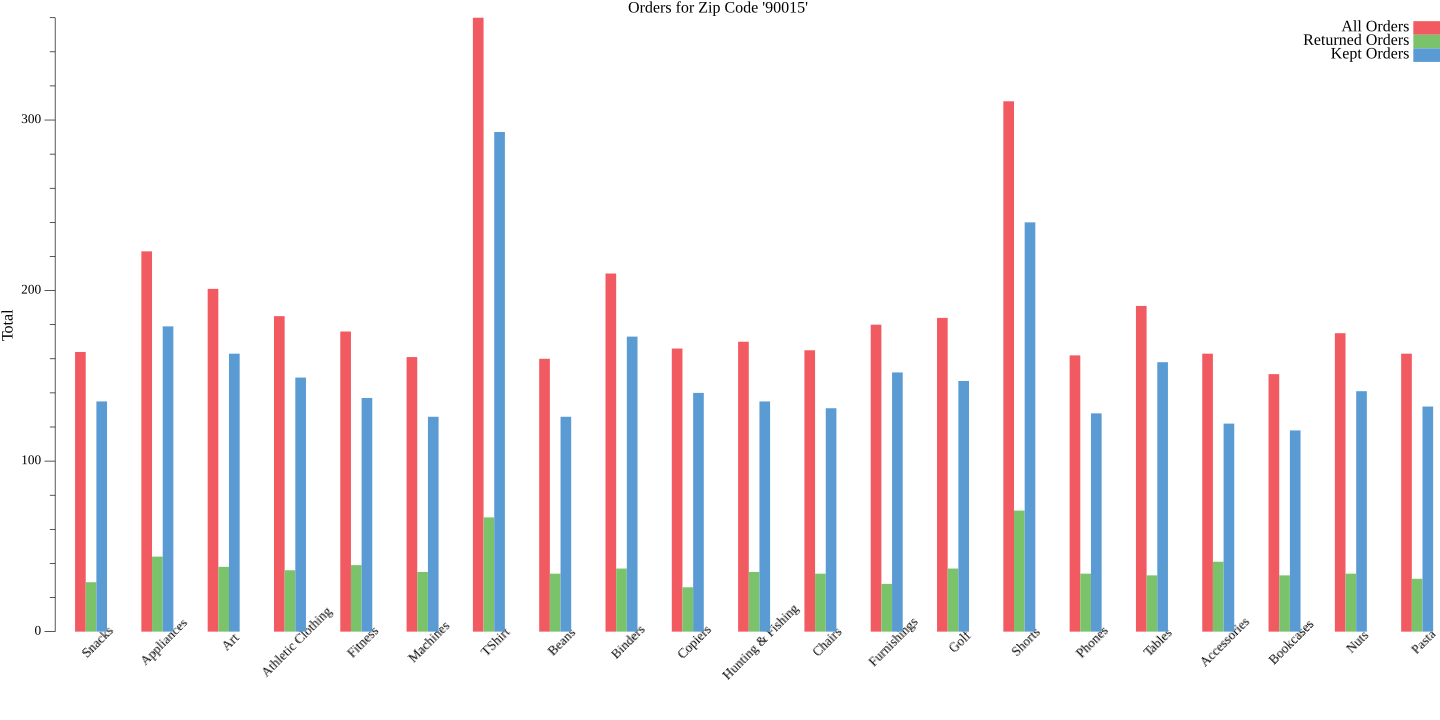 Orders for Zip Code '90015'
All Orders
Returned Orders
Kept Orders
Total
300
200
100
0
Snacks
Appliances
Art
Athletic Clothing
Fitness
Machines
TShirt
Beans
Binders
Copiers
Hunting & Fishing
Chairs
Furnishings
Golf
Shorts
Phones
Tables
Accessories
Bookcases
Nuts
Pasta